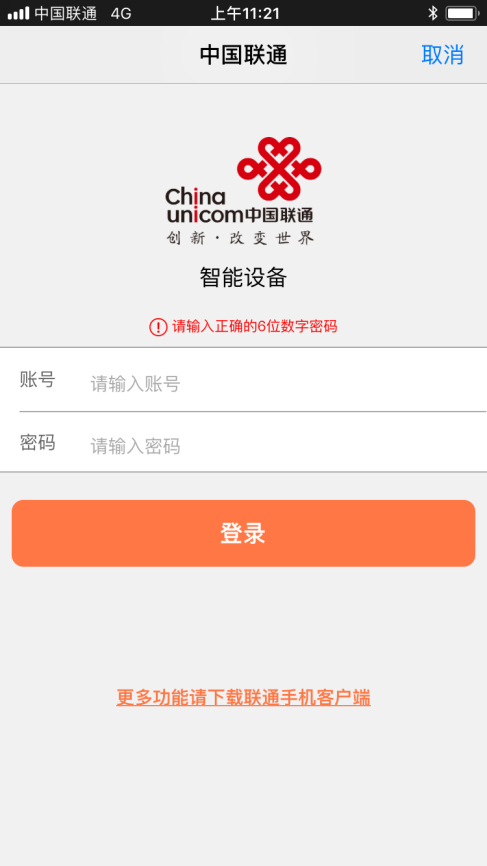 中国联通 4G 上午11:21
中国联通 取消
China
unicom中国联通
创新·改变世界
智能设备
请输入正确的6位数字密码
账号 请输入账号
密码 请输入密码
登录
更多功能请下载联通手机客户端